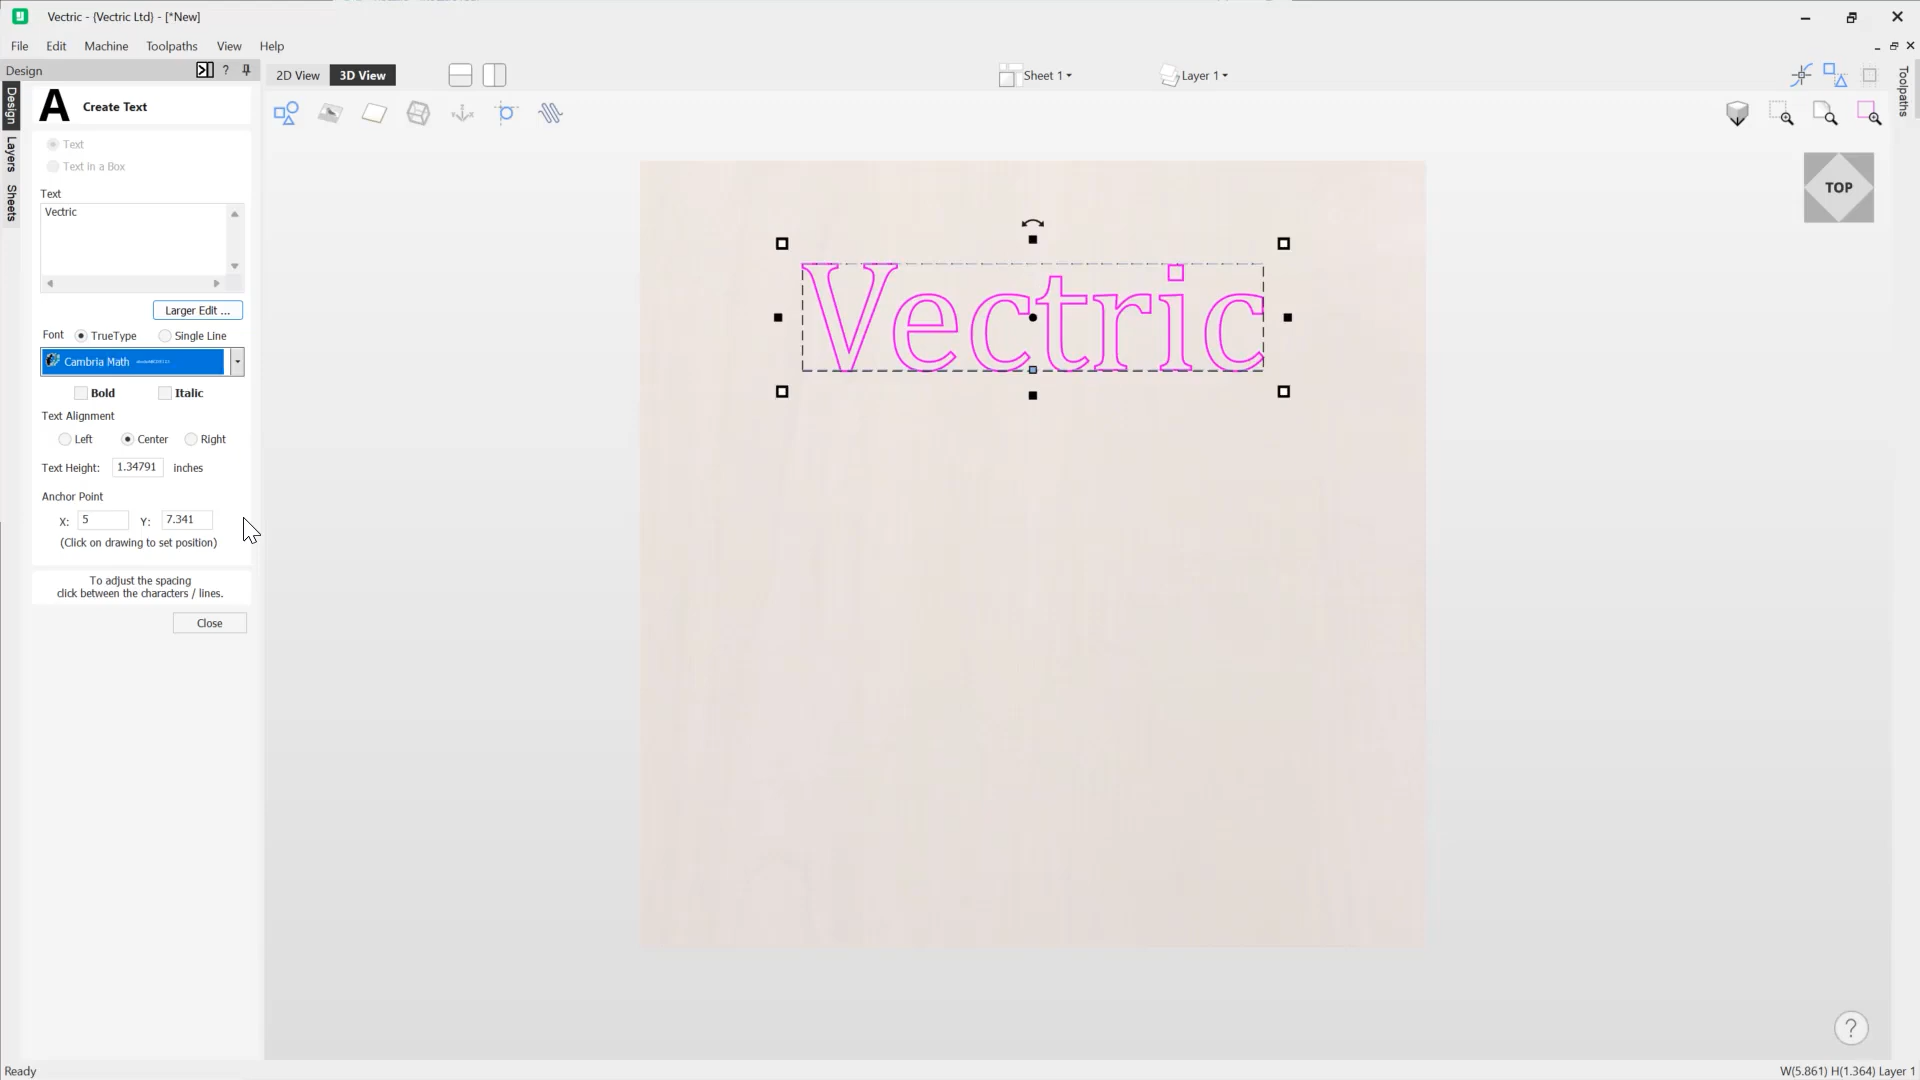 Vectric - {Vectric Ltd} - [*New]
File Edit Machine Toolpaths View Help
Design ?
2D View 3D View Sheet 1 Layer 1
Design
Layers
Sheets
Toolpaths
A Create Text
Text
Text in a Box
Text
Vectric
Larger Edit ...
Font TrueType Single Line
Cambria Math
Bold Italic
Text Alignment
Left Center Right
Text Height: 1.34791 inches
Anchor Point
X: 5 Y: 7.341
(Click on drawing to set position)
To adjust the spacing
click between the characters / lines.
Close
TOP
Vectric
?
Ready
W(5.861) H(1.364) Layer 1